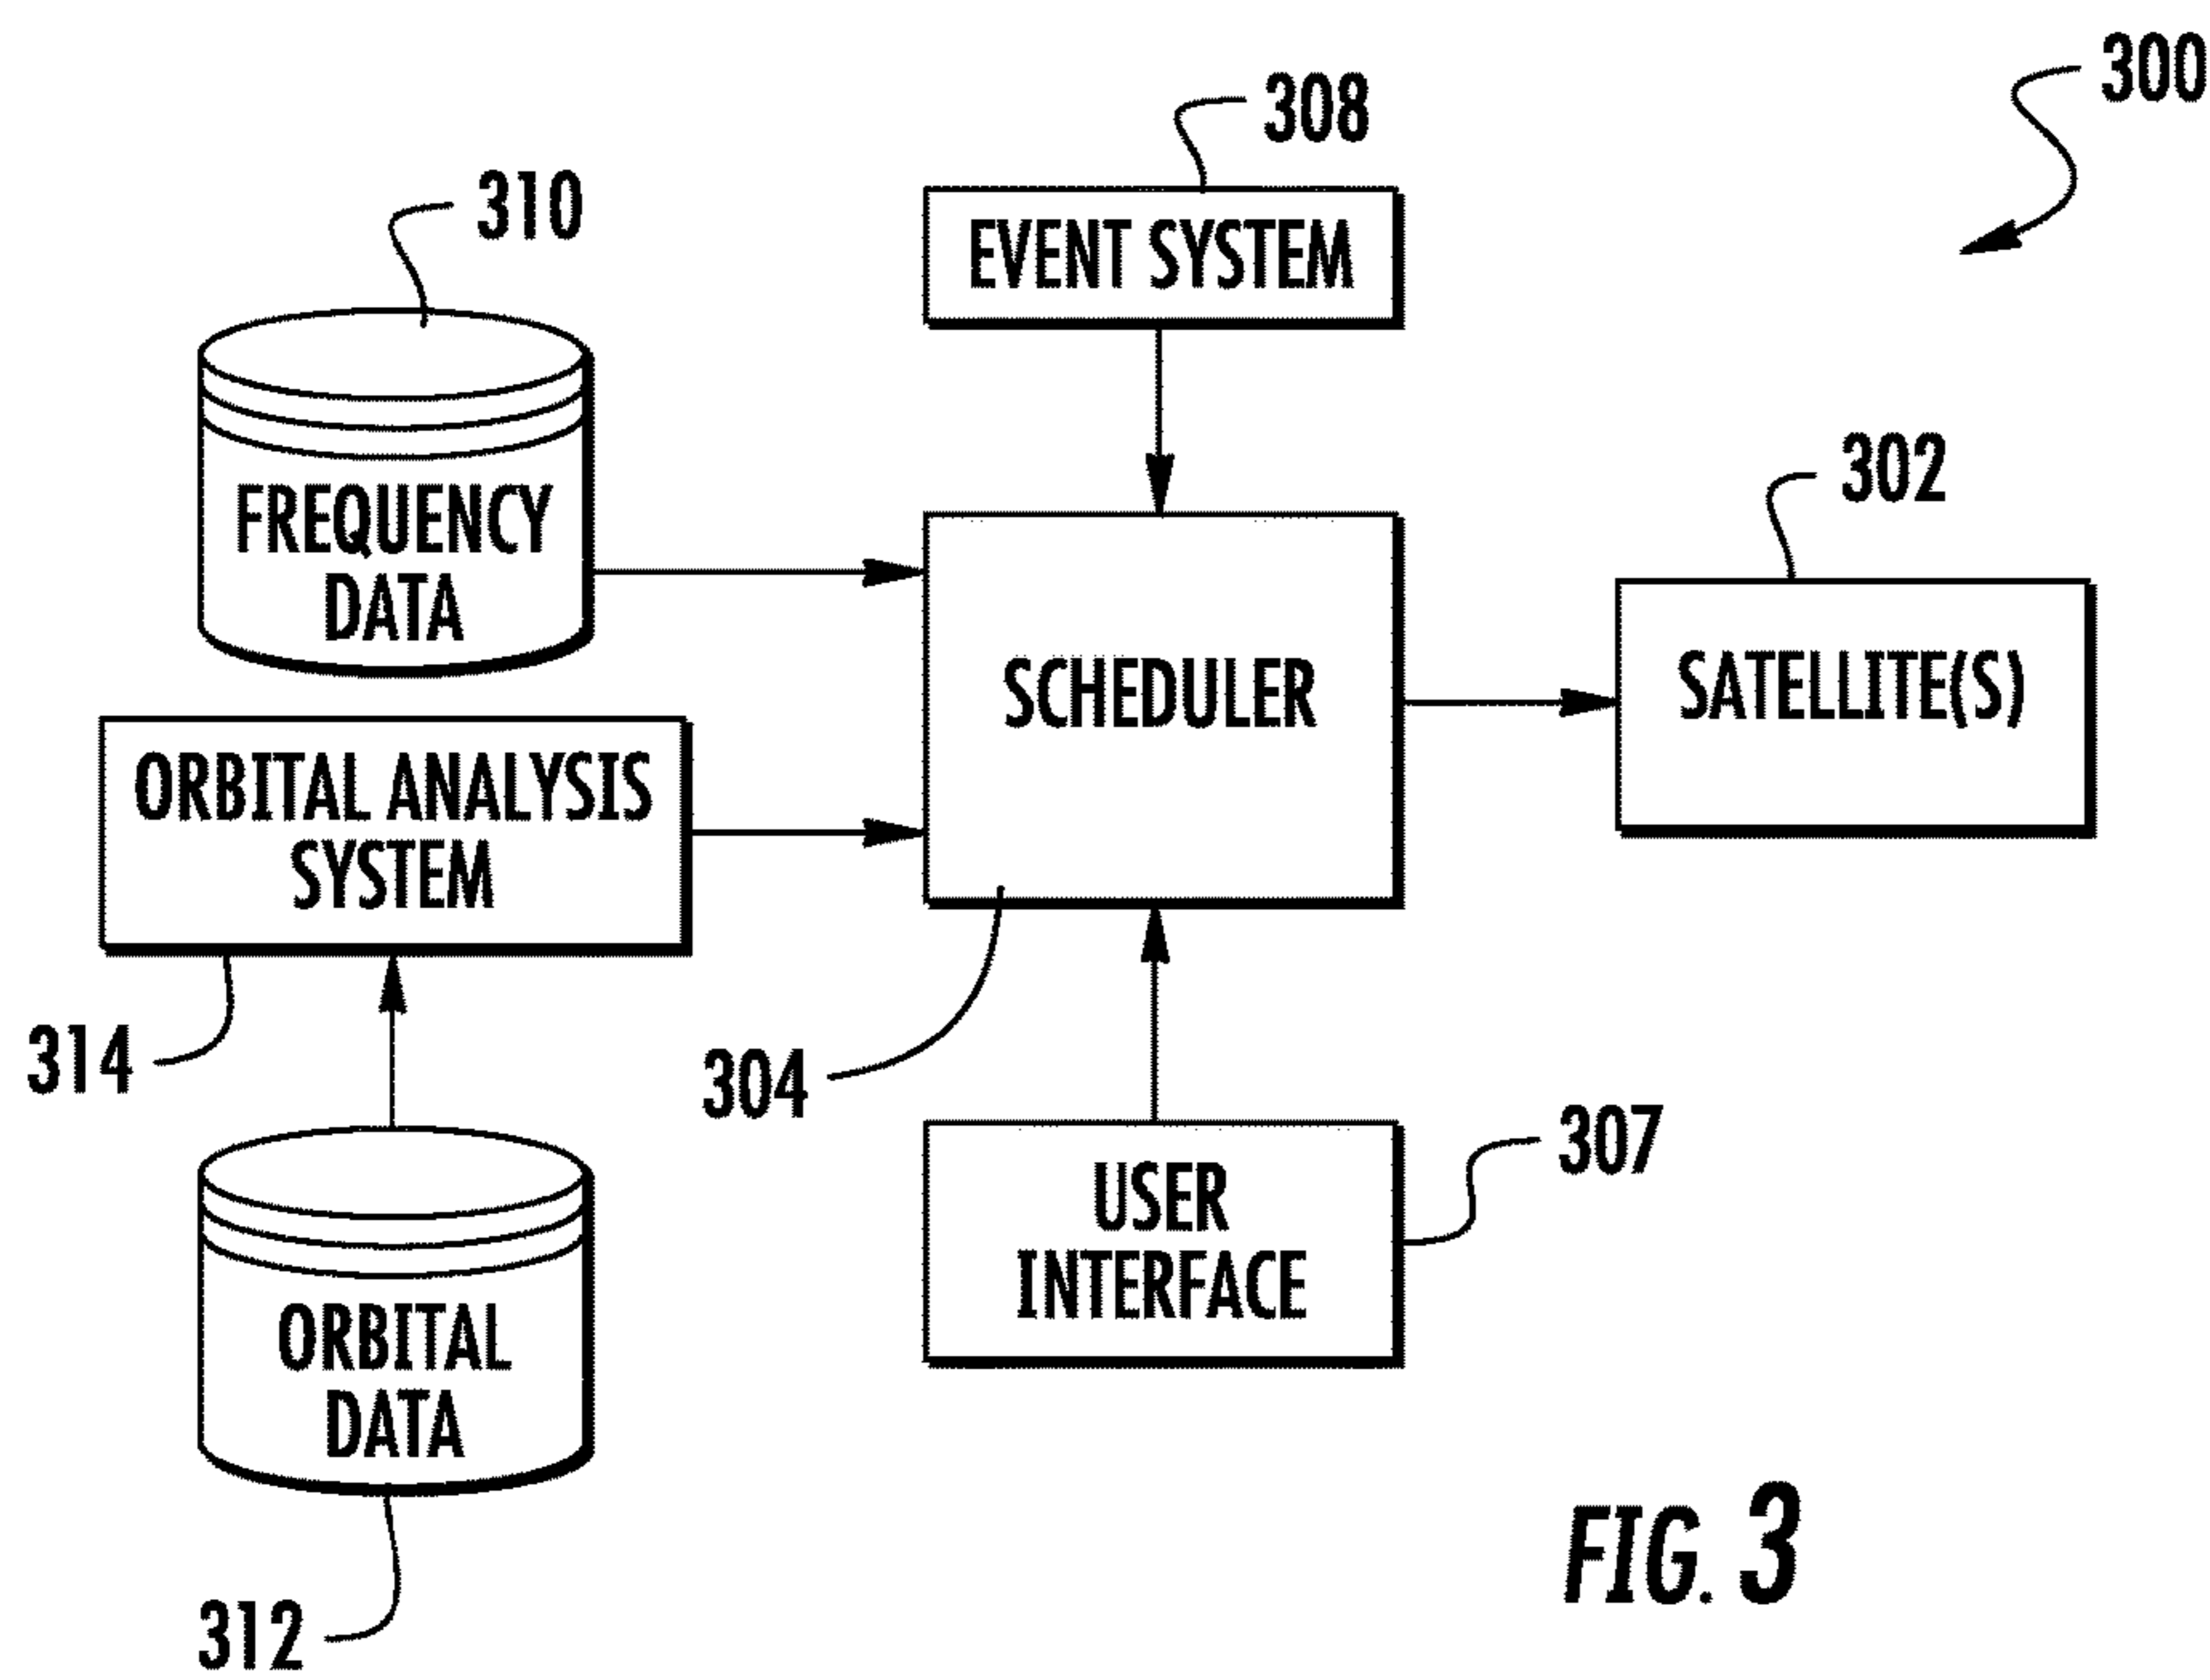 300
308
310
EVENT SYSTEM
302
FREQUENCY
DATA
SCHEDULER
SATELLITE(S)
ORBITAL ANALYSIS
SYSTEM
314
304
307
USER
INTERFACE
ORBITAL
DATA
312
FIG. 3